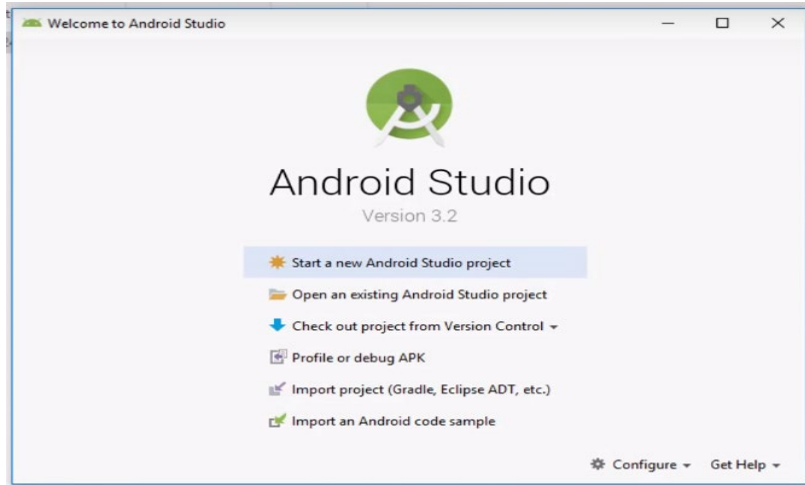 Welcome to Android Studio
Android Studio
Version 3.2
Start a new Android Studio project
Open an existing Android Studio project
Check out project from Version Control
Profile or debug APK
Import project (Gradle, Eclipse ADT, etc.)
Import an Android code sample
Configure Get Help